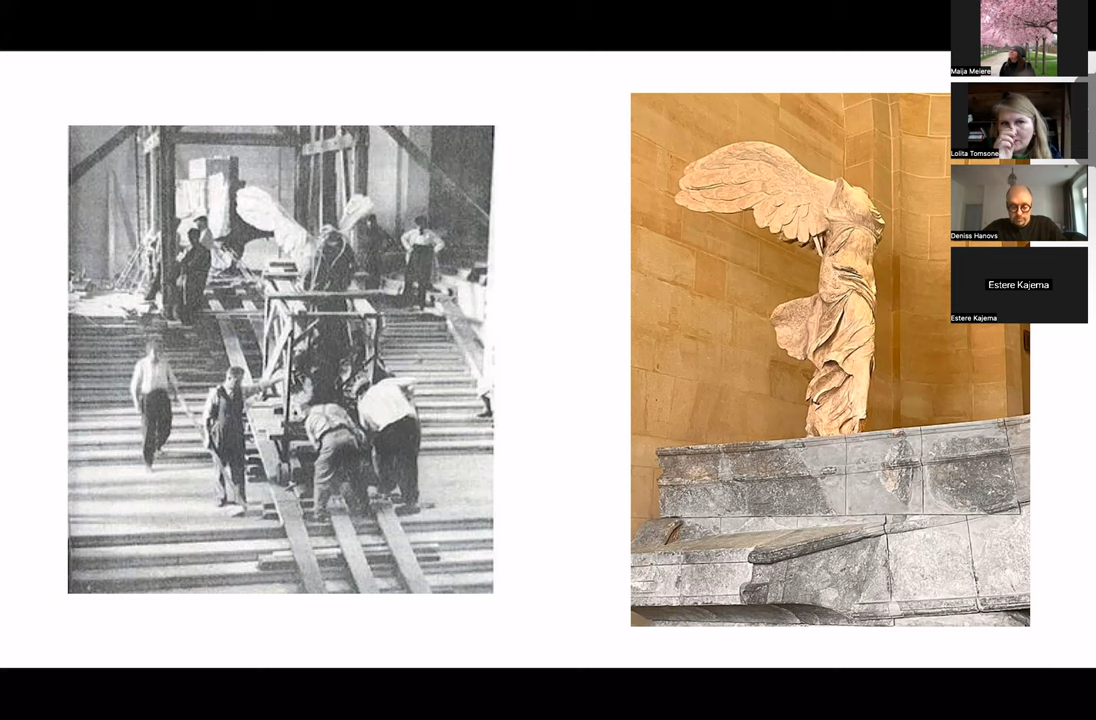 Maija Meiere
Lolita Tomsone
Deniss Hanovs
Estere Kajema
Estere Kajema